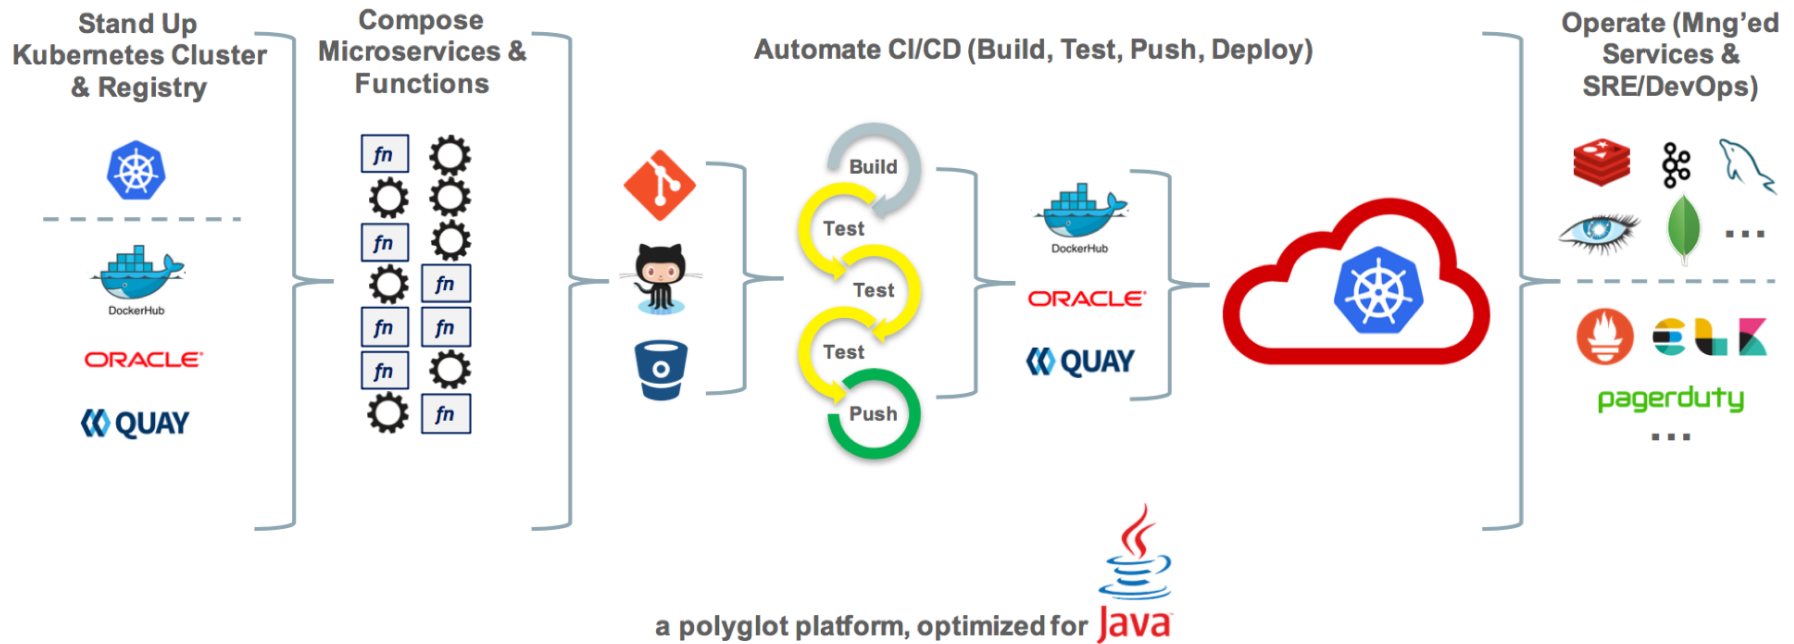 Stand Up
Kubernetes Cluster
& Registry
DockerHub
ORACLE®
QUAY
Compose
Microservices &
Functions
fn
fn
fn
fn
fn
fn
fn
Automate CI/CD (Build, Test, Push, Deploy)
Build
Test
Test
Test
Push
DockerHub
ORACLE®
QUAY
Operate (Mng’ed
Services &
SRE/DevOps)
...
ELK
pagerduty
...
a polyglot platform, optimized for Java